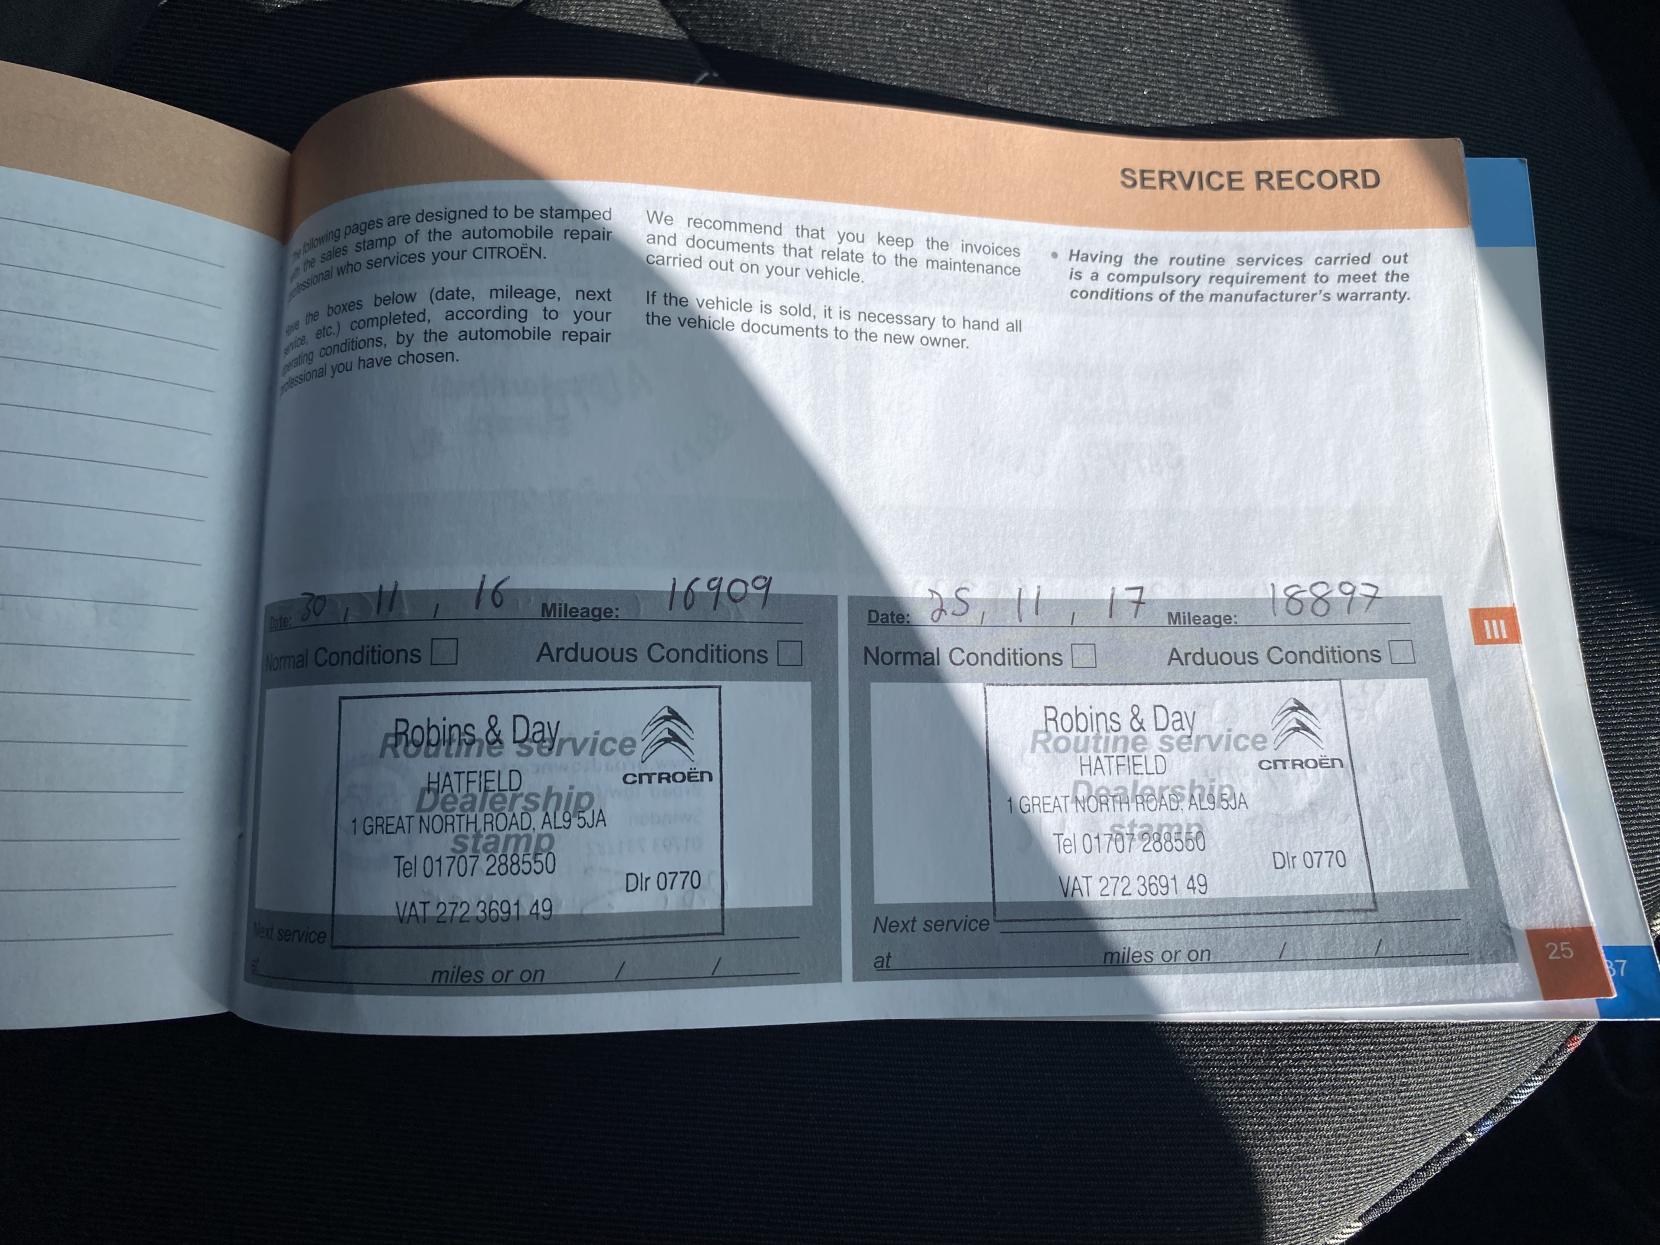 SERVICE RECORD
following pages are designed to be stamped
the sales stamp of the automobile repair
who services your CITROËN.
the boxes below (date, mileage, next
etc.) completed, according to your
conditions, by the automobile repair
you have chosen.
We recommend that you keep the invoices
and documents that relate to the maintenance
carried out on your vehicle.
If the vehicle is sold, it is necessary to hand all
the vehicle documents to the new owner.
• Having the routine services carried out
is a compulsory requirement to meet the
conditions of the manufacturer's warranty.
Date: 30, 11, 16 Mileage: 16909
Normal Conditions Arduous Conditions
Routine service
Dealership
stamp
Robins & Day
HATFIELD
CITROËN
1 GREAT NORTH ROAD, AL9 5JA
Tel 01707 288550
Dlr 0770
VAT 272 3691 49
Next service
at miles or on / /
Date: 25, 11, 17 Mileage: 18897
Normal Conditions Arduous Conditions
Routine service
Dealership
stamp
Robins & Day
HATFIELD
CITROËN
1 GREAT NORTH ROAD, AL9 5JA
Tel 01707 288550
Dlr 0770
VAT 272 3691 49
Next service
at miles or on / /
III
25
37